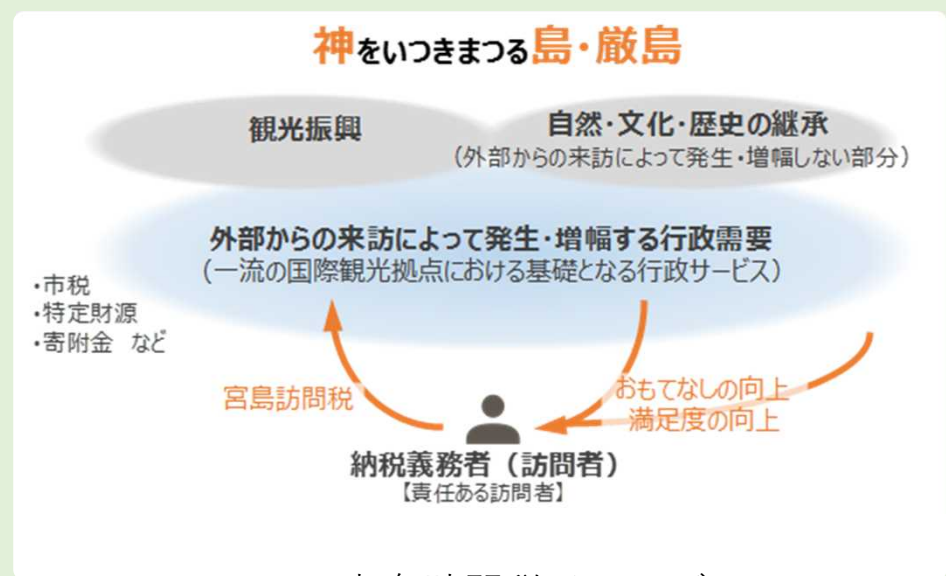 神をいつきまつる島・厳島
観光振興
自然・文化・歴史の継承
（外部からの来訪によって発生・増幅しない部分）
外部からの来訪によって発生・増幅する行政需要
（一流の国際観光拠点における基礎となる行政サービス）
・市税
・特定財源
・寄附金 など
宮島訪問税
おもてなしの向上
満足度の向上
納税義務者（訪問者）
【責任ある訪問者】